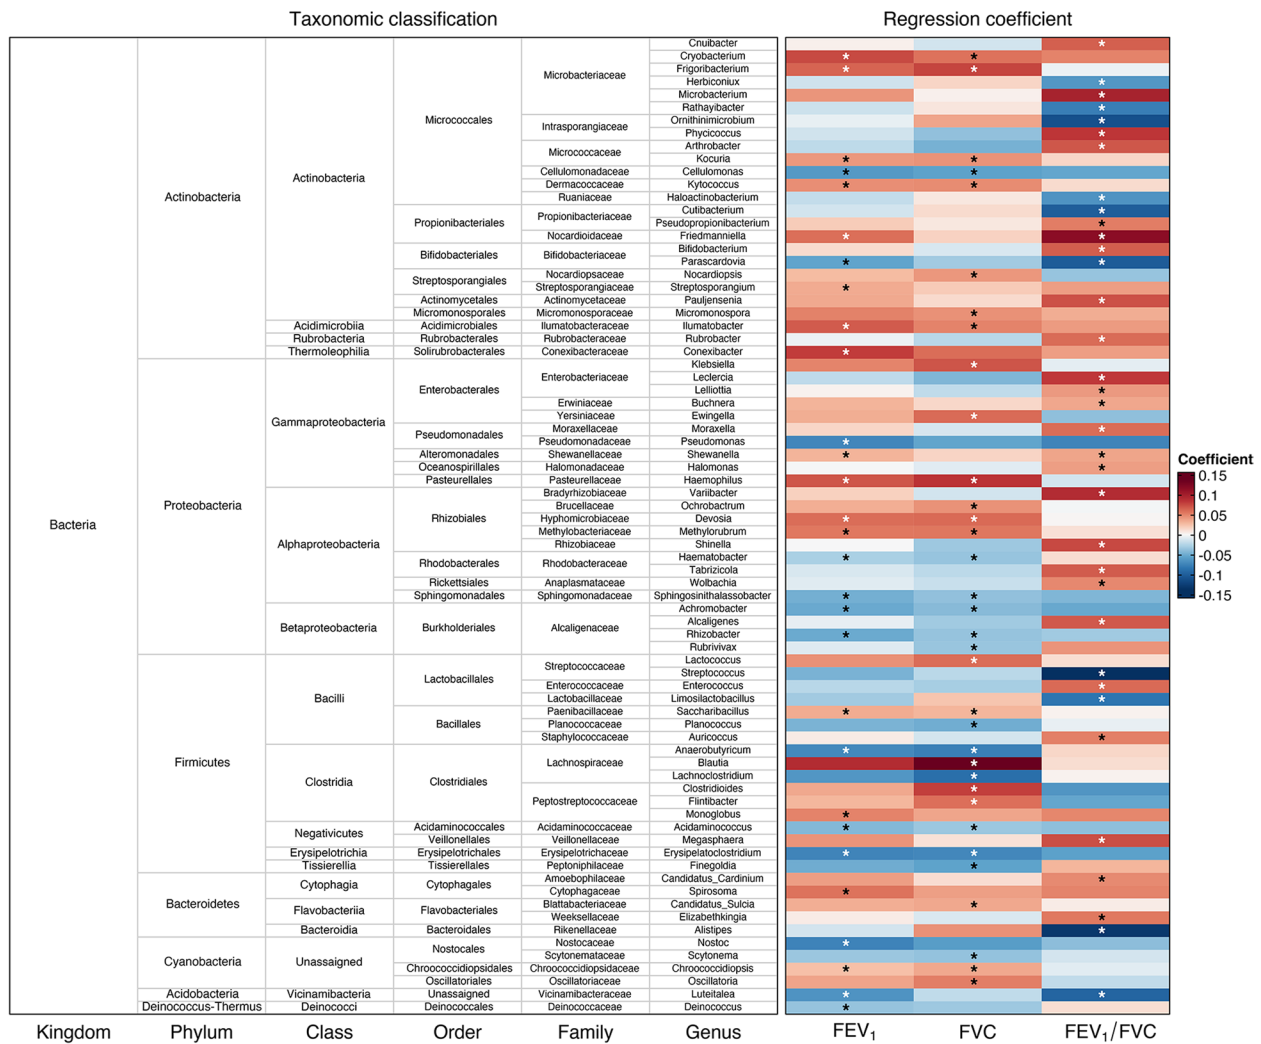 Taxonomic classification
Regression coefficient
Bacteria
Actinobacteria
Actinobacteria
Micrococcales
Microbacteriaceae
Cnuibacter
*
Cryobacterium
* *
Frigoribacterium
* *
Herbiconiux
*
Microbacterium
*
Rathayibacter
*
Intrasporangiaceae
Ornithinimicrobium
*
Phycicoccus
*
Micrococcaceae
Arthrobacter
*
Kocuria
* *
Cellulomonadaceae Cellulomonas
* *
Dermacoccaceae Kytococcus
* *
Ruaniaceae Haloactinobacterium
*
Propionibacteriales
Propionibacteriaceae
Cutibacterium
*
Pseudopropionibacterium
*
Nocardioidaceae Friedmanniella
* *
Bifidobacteriales
Bifidobacteriaceae
Bifidobacterium
*
Parascardovia
* *
Streptosporangiales
Nocardiopsaceae Nocardiopsis
*
Streptosporangiaceae Streptosporangium
*
Actinomycetales Actinomycetaceae Pauljensenia
*
Micromonosporales Micromonosporaceae Micromonospora
*
Acidimicrobiia Acidimicrobiales Ilumatobacteraceae Ilumatobacter
* *
Rubrobacteria Rubrobacterales Rubrobacteraceae Rubrobacter
*
Thermoleophilia Solirubrobacterales Conexibacteraceae Conexibacter
*
Proteobacteria
Gammaproteobacteria
Enterobacterales
Enterobacteriaceae
Klebsiella
*
Leclercia
*
Lelliottia
*
Erwiniaceae Buchnera
*
Yersiniaceae Ewingella
*
Pseudomonadales
Moraxellaceae Moraxella
*
Pseudomonadaceae Pseudomonas
*
Alteromonadales Shewanellaceae Shewanella
* *
Oceanospirillales Halomonadaceae Halomonas
*
Pasteurellales Pasteurellaceae Haemophilus
* *
Alphaproteobacteria
Rhizobiales
Bradyrhizobiaceae Variibacter
*
Brucellaceae Ochrobactrum
*
Hyphomicrobiaceae Devosia
* *
Methylobacteriaceae Methylorubrum
* *
Rhizobiaceae Shinella
*
Rhodobacterales
Rhodobacteraceae
Haematobacter
* *
Tabrizicola
*
Rickettsiales Anaplasmataceae Wolbachia
*
Sphingomonadales Sphingomonadaceae Sphingosinithalassobacter
* *
Betaproteobacteria
Burkholderiales
Alcaligenaceae
Achromobacter
* *
Alcaligenes
*
Rhizobacter
* *
Rubrivivax
*
Firmicutes
Bacilli
Lactobacillales
Streptococcaceae
Lactococcus
*
Streptococcus
*
Enterococcaceae Enterococcus
*
Lactobacillaceae Limosilactobacillus
*
Bacillales
Paenibacillaceae Saccharibacillus
* *
Planococcaceae Planococcus
*
Staphylococcaceae Auricoccus
*
Clostridia
Clostridiales
Lachnospiraceae
Anaerobutyricum
* *
Blautia
*
Lachnoclostridium
*
Peptostreptococcaceae
Clostridioides
*
Flintibacter
*
Monoglobus
*
Negativicutes
Acidaminococcales Acidaminococcaceae Acidaminococcus
* *
Veillonellales Veillonellaceae Megasphaera
*
Erysipelotrichia Erysipelotrichales Erysipelotrichaceae Erysipelatoclostridium
* *
Tissierellia Tissierellales Peptoniphilaceae Finegoldia
*
Bacteroidetes
Cytophagia
Cytophagales
Amoebophilaceae Candidatus_Cardinium
*
Cytophagaceae Spirosoma
*
Flavobacteriia
Flavobacteriales
Blattabacteriaceae Candidatus_Sulcia
*
Weeksellaceae Elizabethkingia
*
Bacteroidia Bacteroidales Rikenellaceae Alistipes
*
Cyanobacteria
Unassigned
Nostocales
Nostocaceae Nostoc
*
Scytonemataceae Scytonema
*
Chroococcidiopsidales Chroococcidiopsidaceae Chroococcidiopsis
* *
Oscillatoriales Oscillatoriaceae Oscillatoria
*
Acidobacteria Vicinamibacteria Unassigned Vicinamibacteraceae Luteitalea
* *
Deinococcus-Thermus Deinococci Deinococcales Deinococcaceae Deinococcus
*
Kingdom Phylum Class Order Family Genus FEV₁ FVC FEV₁/FVC
Coefficient
0.15
0.1
0.05
0
-0.05
-0.1
-0.15